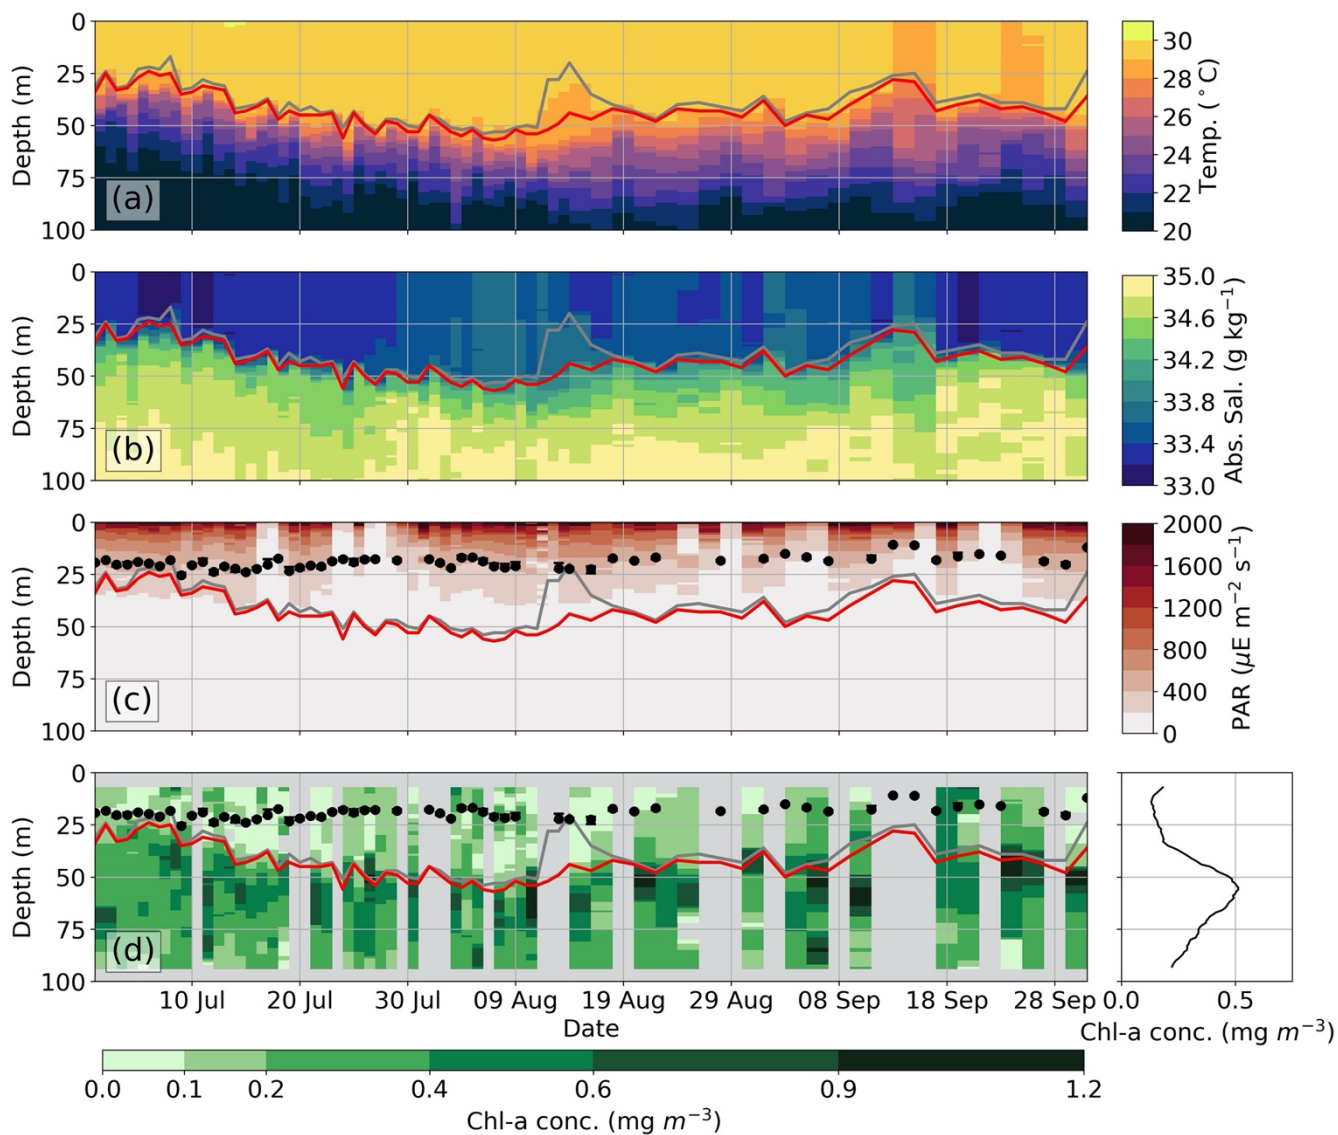 0
25
50
75
100
Depth (m)
(a)
30
28
26
24
22
20
Temp. (°C)
0
25
50
75
100
Depth (m)
(b)
35.0
34.6
34.2
33.8
33.4
33.0
Abs. Sal. (g kg⁻¹)
0
25
50
75
100
Depth (m)
(c)
2000
1600
1200
800
400
0
PAR (μE m⁻² s⁻¹)
0
25
50
75
100
Depth (m)
(d)
10 Jul 20 Jul 30 Jul 09 Aug 19 Aug 29 Aug 08 Sep 18 Sep 28 Sep
Date
0.0 0.5
Chl-a conc. (mg m⁻³)
0.0 0.1 0.2 0.4 0.6 0.9 1.2
Chl-a conc. (mg m⁻³)